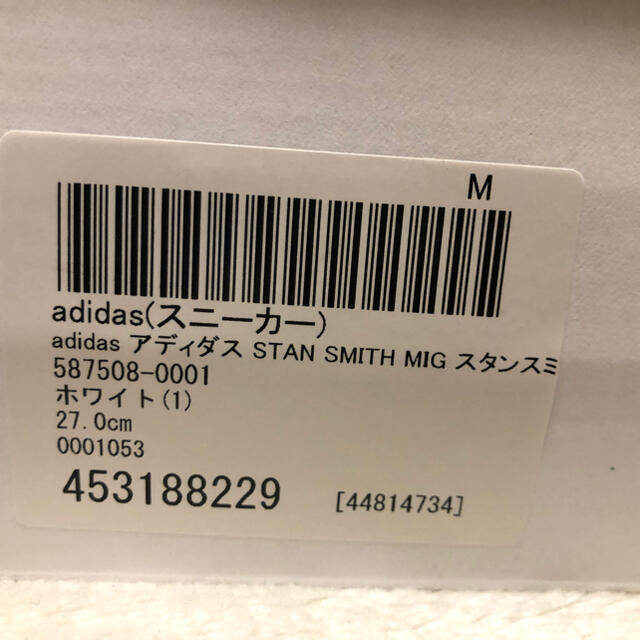 M
adidas(スニーカー)
adidas アディダス STAN SMITH MIG スタンスミ
587508-0001
ホワイト(1)
27.0cm
0001053
453188229 [44814734]